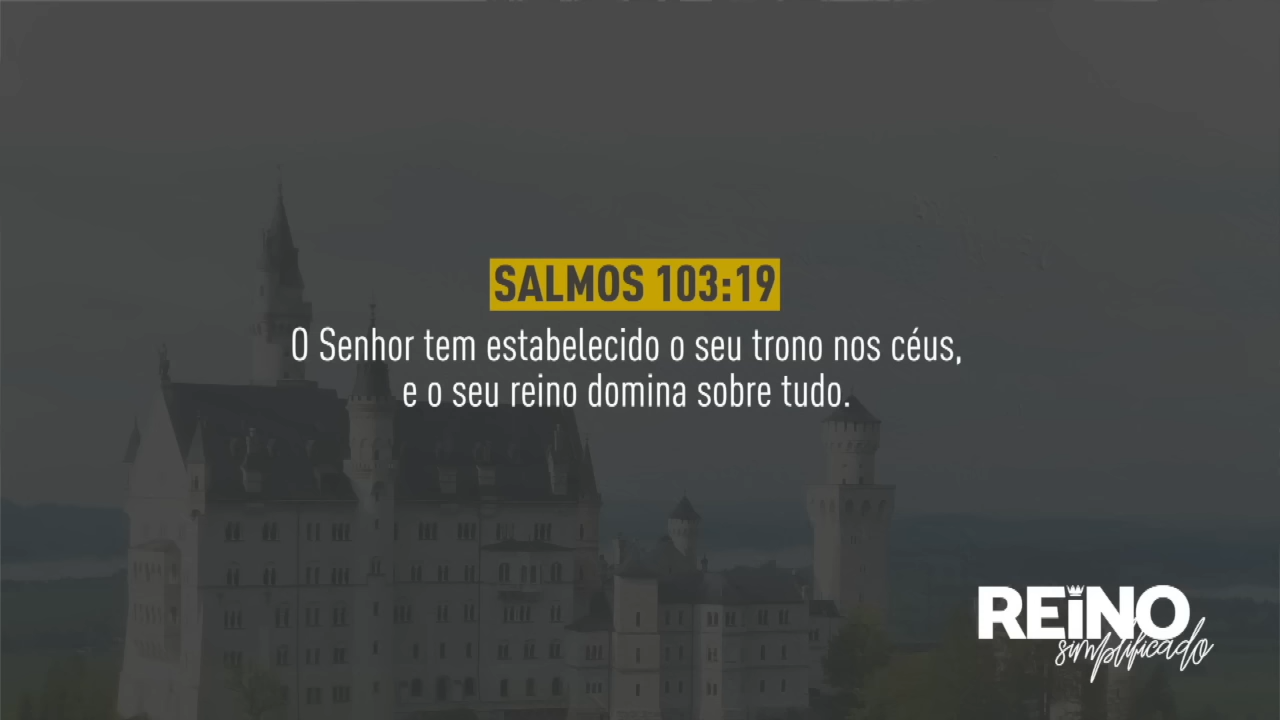 SALMOS 103:19
O Senhor tem estabelecido o seu trono nos céus,
e o seu reino domina sobre tudo.
REiNO
simplificado